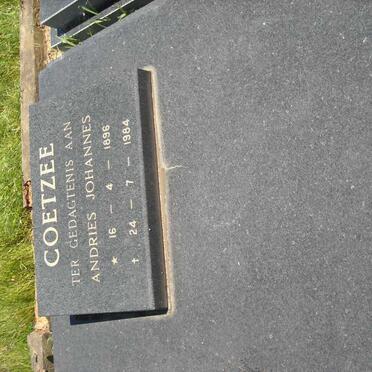 COETZEE
TER GEDAGTENIS AAN
ANDRIES JOHANNES
★ 16 – 4 – 1896
✝ 24 – 7 – 1984